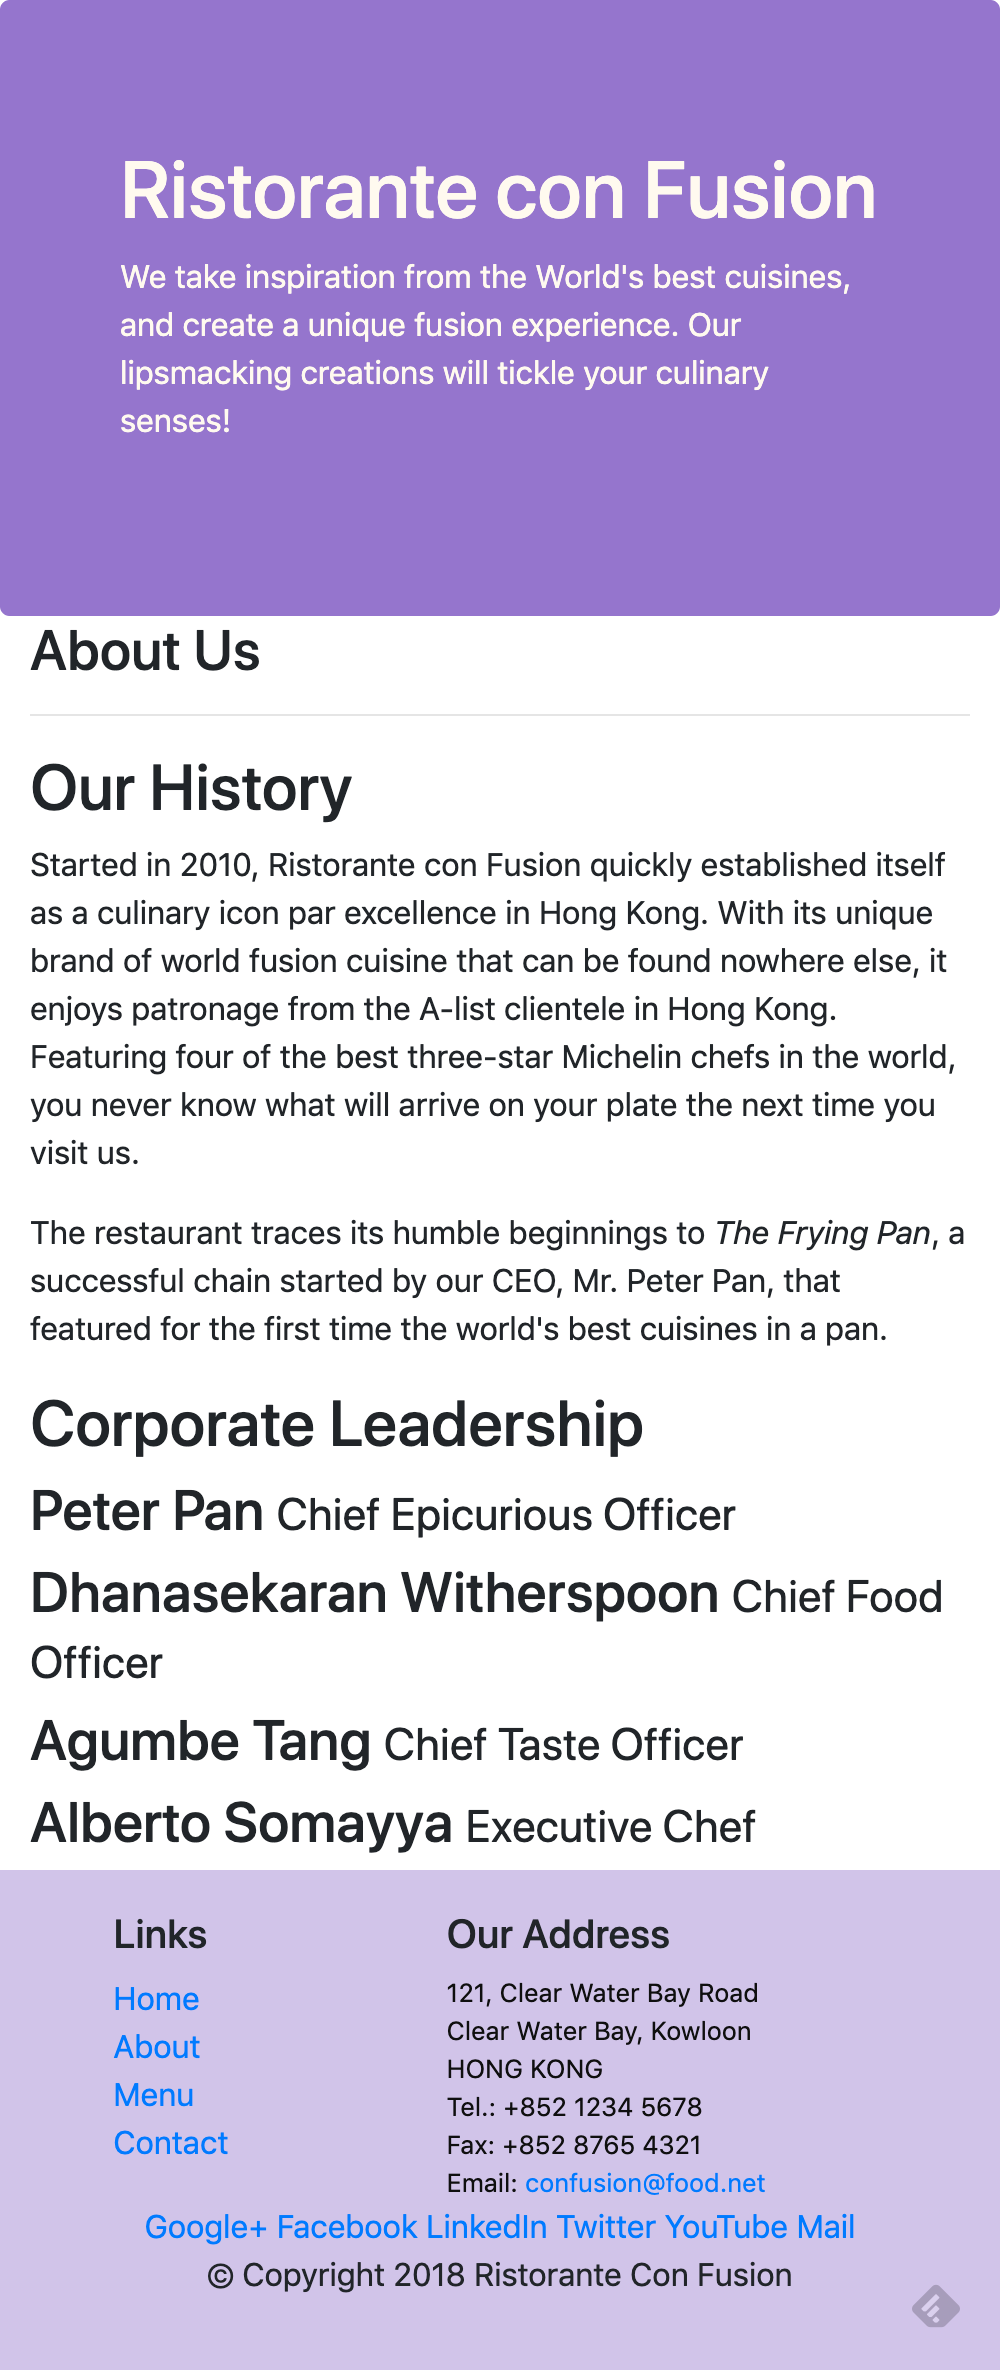 Ristorante con Fusion
We take inspiration from the World's best cuisines,
and create a unique fusion experience. Our
lipsmacking creations will tickle your culinary
senses!
About Us
Our History
Started in 2010, Ristorante con Fusion quickly established itself
as a culinary icon par excellence in Hong Kong. With its unique
brand of world fusion cuisine that can be found nowhere else, it
enjoys patronage from the A-list clientele in Hong Kong.
Featuring four of the best three-star Michelin chefs in the world,
you never know what will arrive on your plate the next time you
visit us.
The restaurant traces its humble beginnings to The Frying Pan, a
successful chain started by our CEO, Mr. Peter Pan, that
featured for the first time the world's best cuisines in a pan.
Corporate Leadership
Peter Pan Chief Epicurious Officer
Dhanasekaran Witherspoon Chief Food
Officer
Agumbe Tang Chief Taste Officer
Alberto Somayya Executive Chef
Links
Home
About
Menu
Contact
Our Address
121, Clear Water Bay Road
Clear Water Bay, Kowloon
HONG KONG
Tel.: +852 1234 5678
Fax: +852 8765 4321
Email: confusion@food.net
Google+ Facebook LinkedIn Twitter YouTube Mail
© Copyright 2018 Ristorante Con Fusion